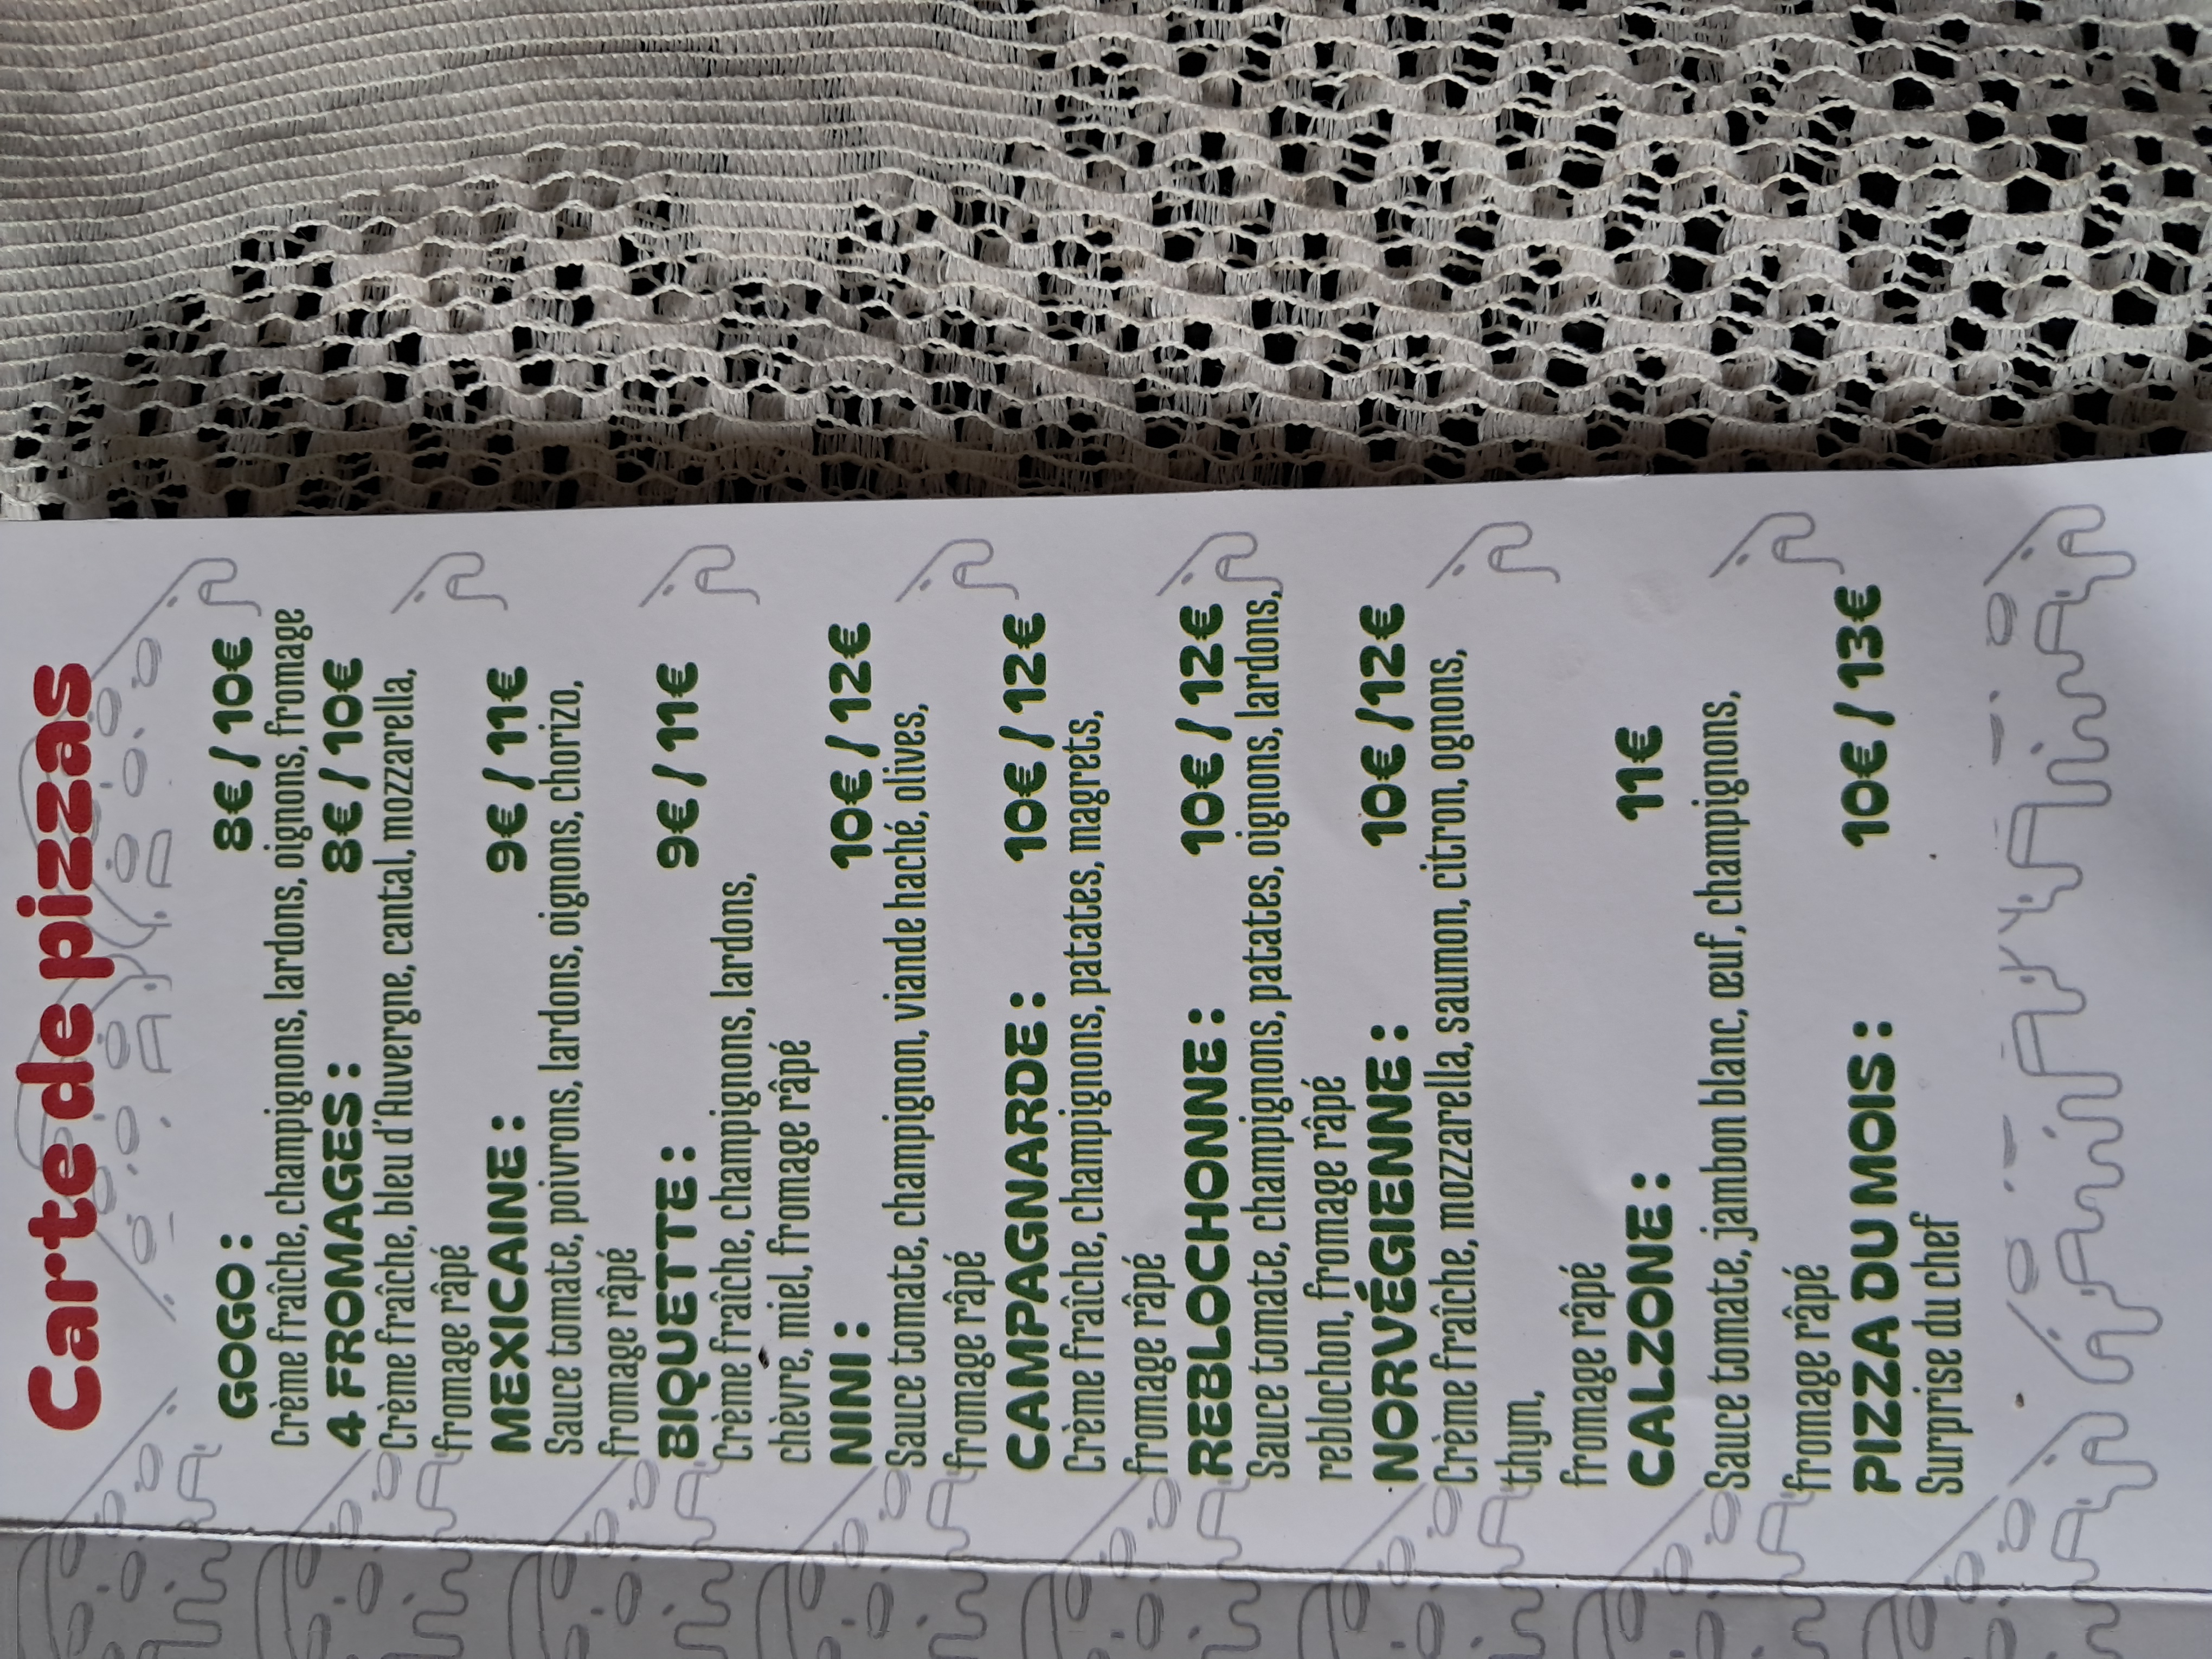 Carte de pizzas
GOGO : 8€ / 10€
Crème fraîche, champignons, lardons, oignons, fromage
4 FROMAGES : 8€ / 10€
Crème fraîche, bleu d'Auvergne, cantal, mozzarella,
fromage râpé
MEXICAINE : 9€ / 11€
Sauce tomate, poivrons, lardons, oignons, chorizo,
fromage râpé
BIQUETTE : 9€ / 11€
Crème fraîche, champignons, lardons,
chèvre, miel, fromage râpé
NINI : 10€ / 12€
Sauce tomate, champignon, viande haché, olives,
fromage râpé
CAMPAGNARDE : 10€ / 12€
Crème fraîche, champignons, patates, magrets,
fromage râpé
REBLOCHONNE : 10€ / 12€
Sauce tomate, champignons, patates, oignons, lardons,
reblochon, fromage râpé
NORVÉGIENNE : 10€ /12€
Crème fraîche, mozzarella, saumon, citron, ognons,
thym,
fromage râpé
CALZONE : 11€
Sauce tomate, jambon blanc, œuf, champignons,
fromage râpé
PIZZA DU MOIS : 10€ / 13€
Surprise du chef